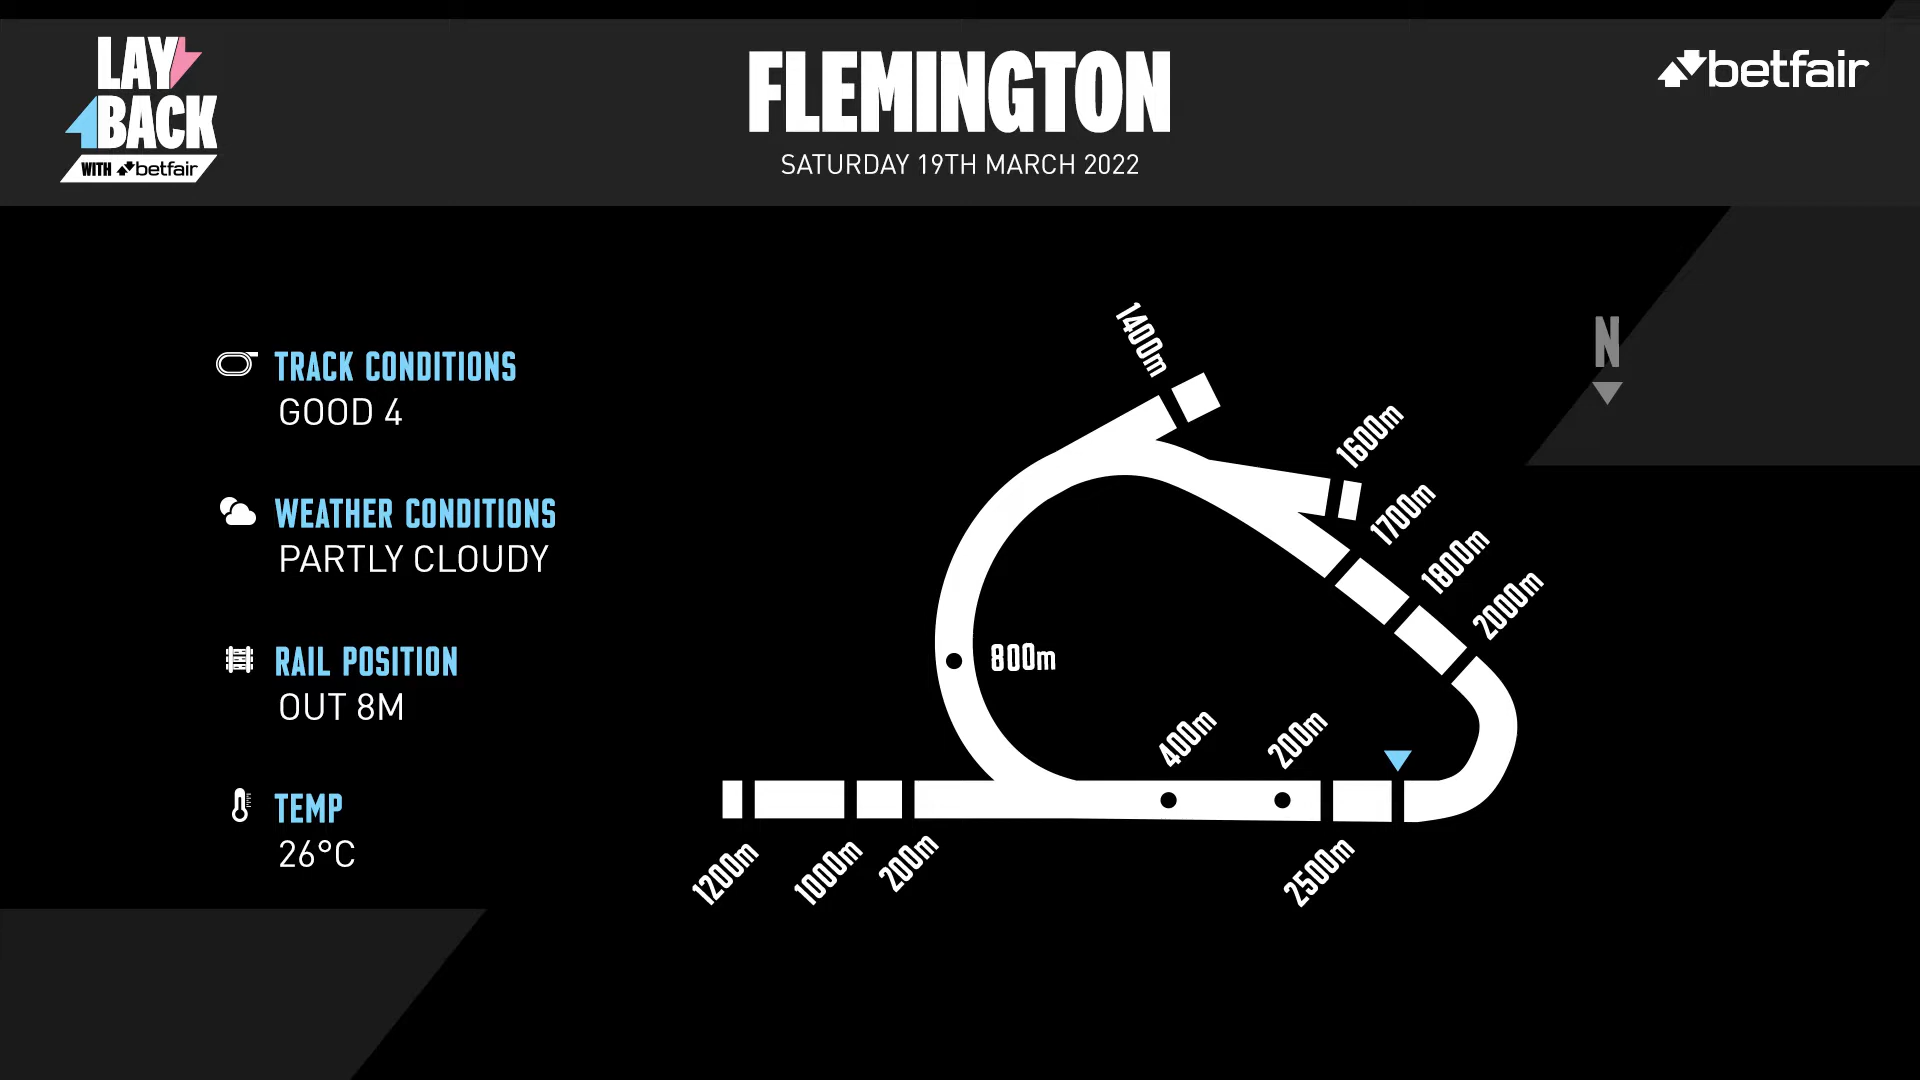 LAY
BACK
WITH betfair
FLEMINGTON
SATURDAY 19TH MARCH 2022
betfair
TRACK CONDITIONS
GOOD 4
WEATHER CONDITIONS
PARTLY CLOUDY
RAIL POSITION
OUT 8M
TEMP
26°C
N
1400m
1600m
1700m
1800m
2000m
800m
400m
200m
1200m
1000m
200m
2500m